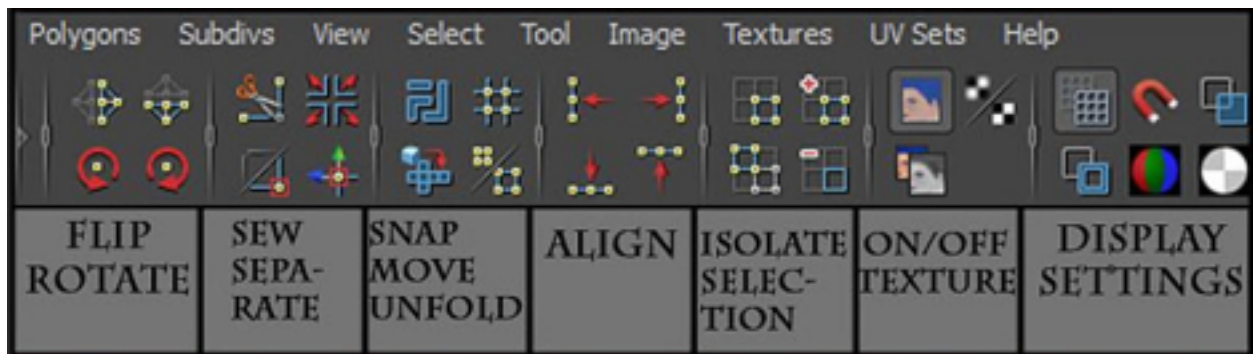 Polygons Subdivs View Select Tool Image Textures UV Sets Help
FLIP
ROTATE
SEW
SEPA-
RATE
SNAP
MOVE
UNFOLD
ALIGN
ISOLATE
SELEC-
TION
ON/OFF
TEXTURE
DISPLAY
SETTINGS